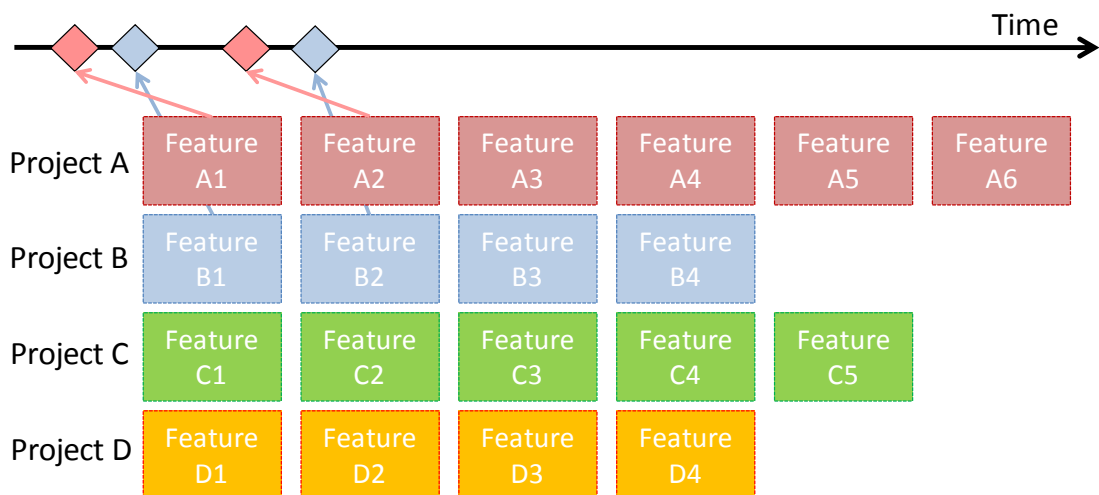 Time
Project A
Feature
A1
Feature
A2
Feature
A3
Feature
A4
Feature
A5
Feature
A6
Project B
Feature
B1
Feature
B2
Feature
B3
Feature
B4
Project C
Feature
C1
Feature
C2
Feature
C3
Feature
C4
Feature
C5
Project D
Feature
D1
Feature
D2
Feature
D3
Feature
D4